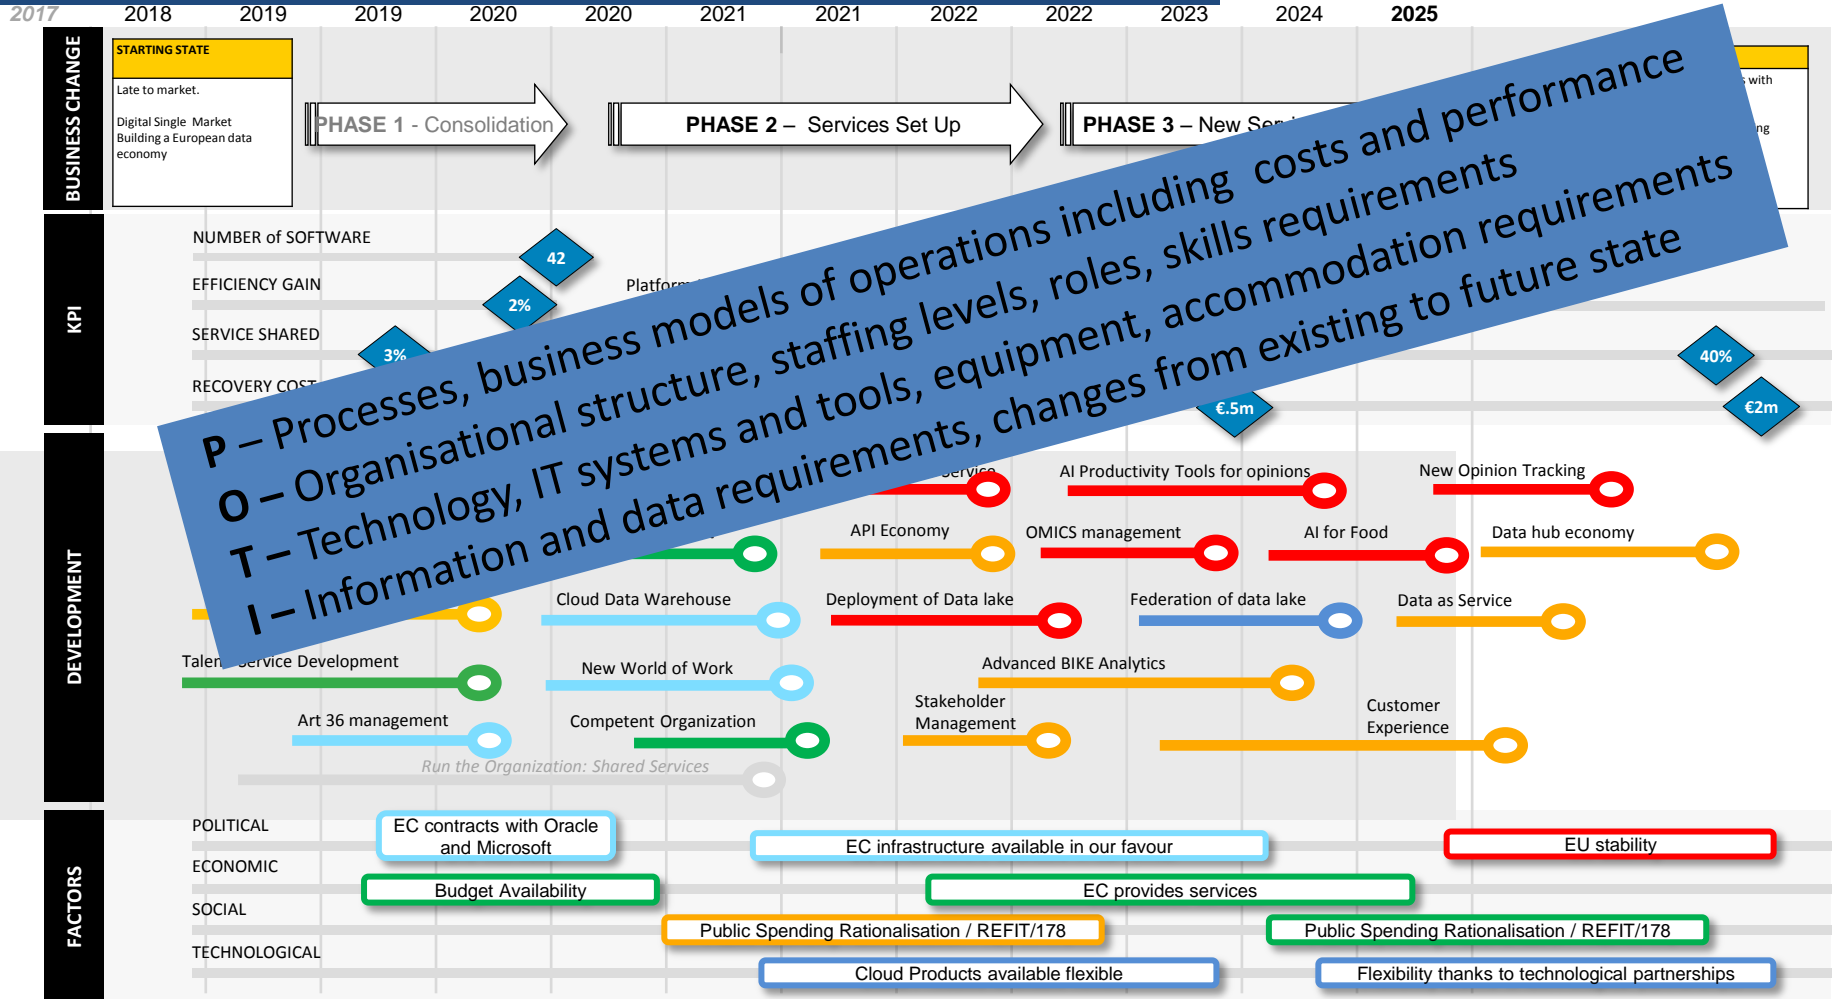 2017 2018 2019 2019 2020 2020 2021 2021 2022 2022 2023 2024 2025
BUSINESS CHANGE
STARTING STATE
Late to market.
Digital Single Market
Building a European data
economy
PHASE 1 - Consolidation
PHASE 2 – Services Set Up
PHASE 3 – New
with
P – Processes, business models of operations including costs and performance
O – Organisational structure, staffing levels, roles, skills requirements
T – Technology, IT systems and tools, equipment, accommodation requirements
I – Information and data requirements, changes from existing to future state
KPI
NUMBER of SOFTWARE
42
EFFICIENCY GAIN
2%
SERVICE SHARED
3%
40%
RECOVERY COST
€.5m
€2m
DEVELOPMENT
Service
AI Productivity Tools for opinions
New Opinion Tracking
API Economy
OMICS management
AI for Food
Data hub economy
Cloud Data Warehouse
Deployment of Data lake
Federation of data lake
Data as Service
Talent Service Development
New World of Work
Advanced BIKE Analytics
Art 36 management
Competent Organization
Stakeholder
Management
Customer
Experience
Run the Organization: Shared Services
FACTORS
POLITICAL
EC contracts with Oracle
and Microsoft
EC infrastructure available in our favour
EU stability
ECONOMIC
Budget Availability
EC provides services
SOCIAL
Public Spending Rationalisation / REFIT/178
Public Spending Rationalisation / REFIT/178
TECHNOLOGICAL
Cloud Products available flexible
Flexibility thanks to technological partnerships